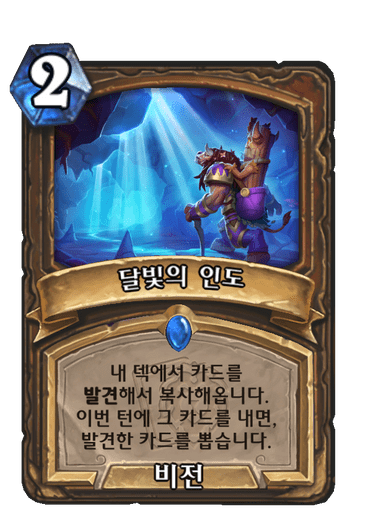 2
달빛의 인도
내 덱에서 카드를
발견해서 복사해옵니다.
이번 턴에 그 카드를 내면,
발견한 카드를 뽑습니다.
비전